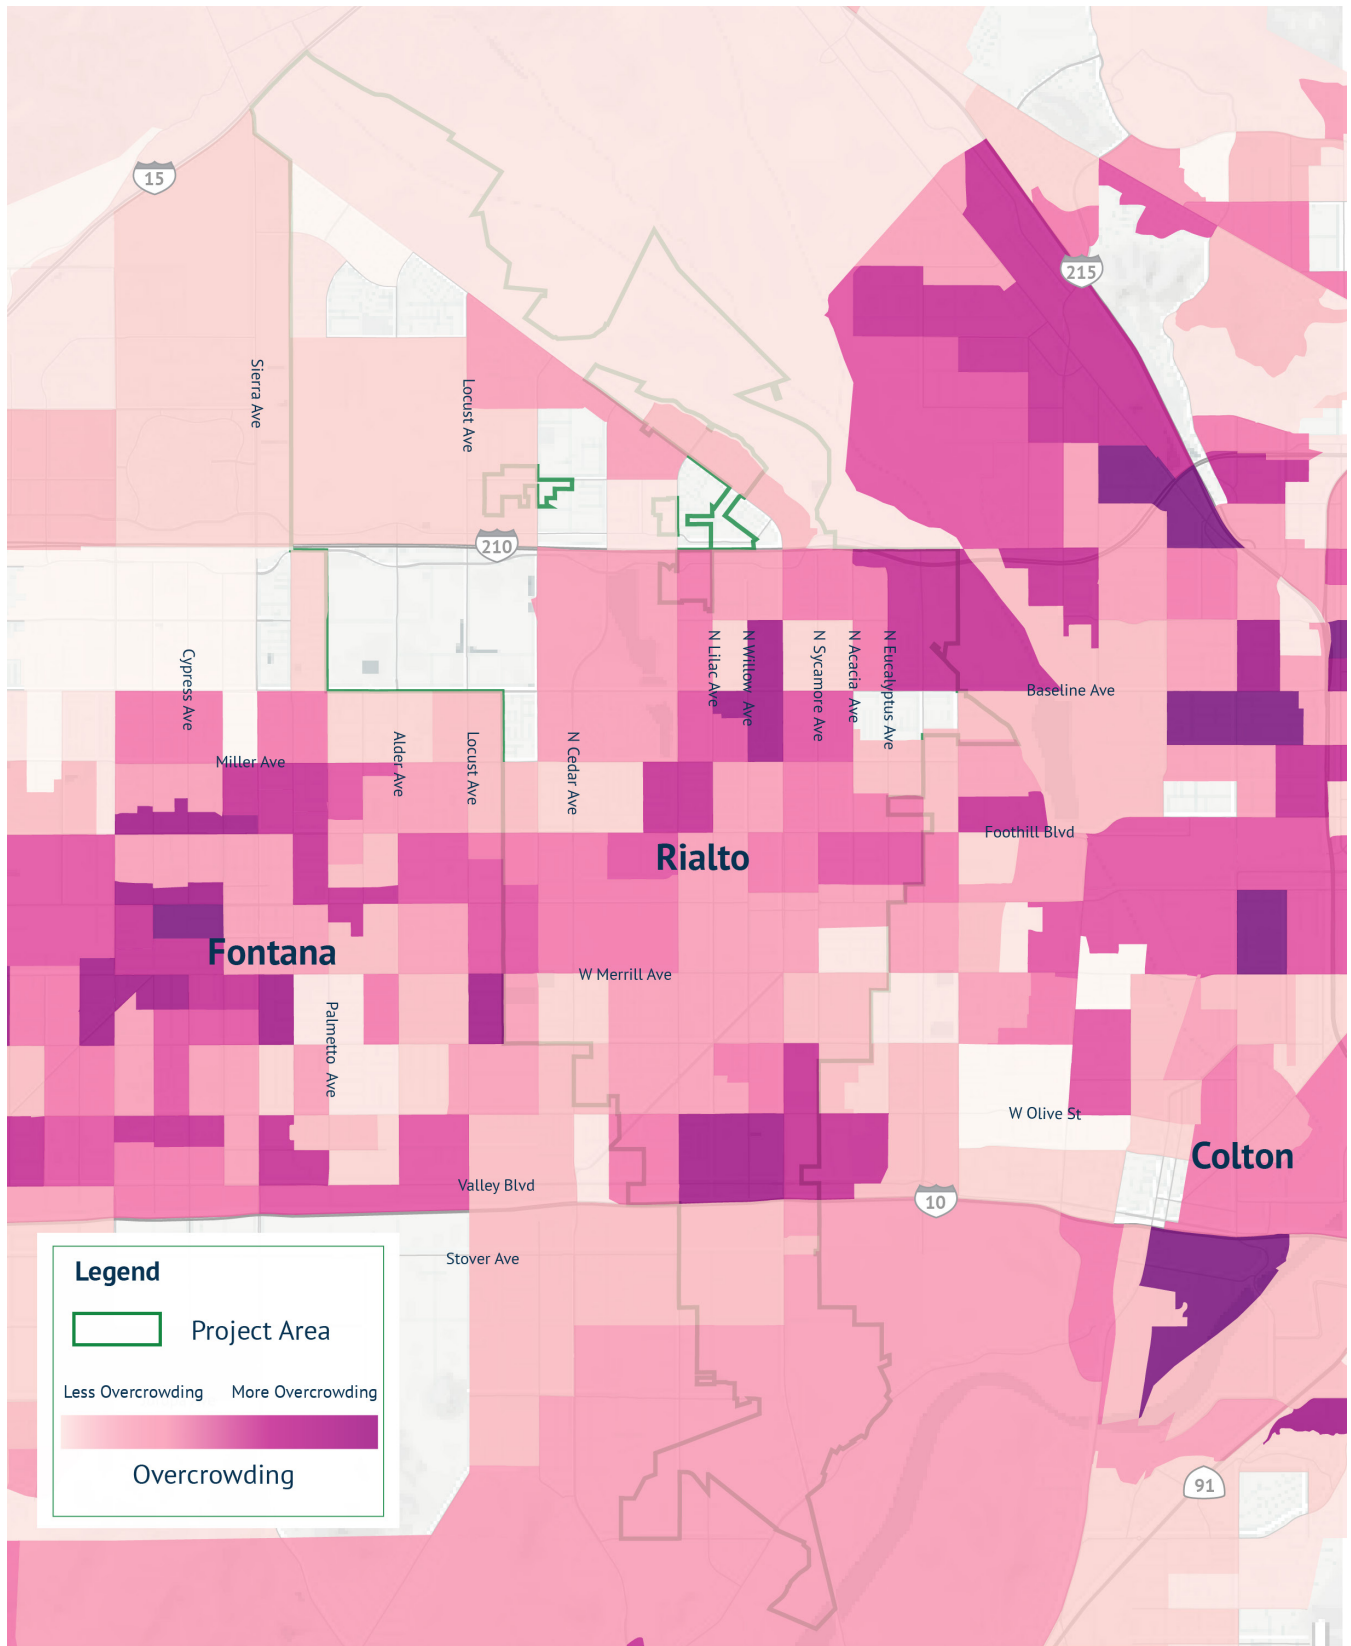 15
215
Sierra Ave
Locust Ave
210
Cypress Ave
N Lilac Ave
N Willow Ave
N Sycamore Ave
N Acacia Ave
N Eucalyptus Ave
Baseline Ave
Miller Ave
Alder Ave
Locust Ave
N Cedar Ave
Foothill Blvd
Rialto
Fontana
W Merrill Ave
Palmetto Ave
W Olive St
Colton
Valley Blvd
10
Stover Ave
Legend
Project Area
Less Overcrowding
More Overcrowding
Overcrowding
91